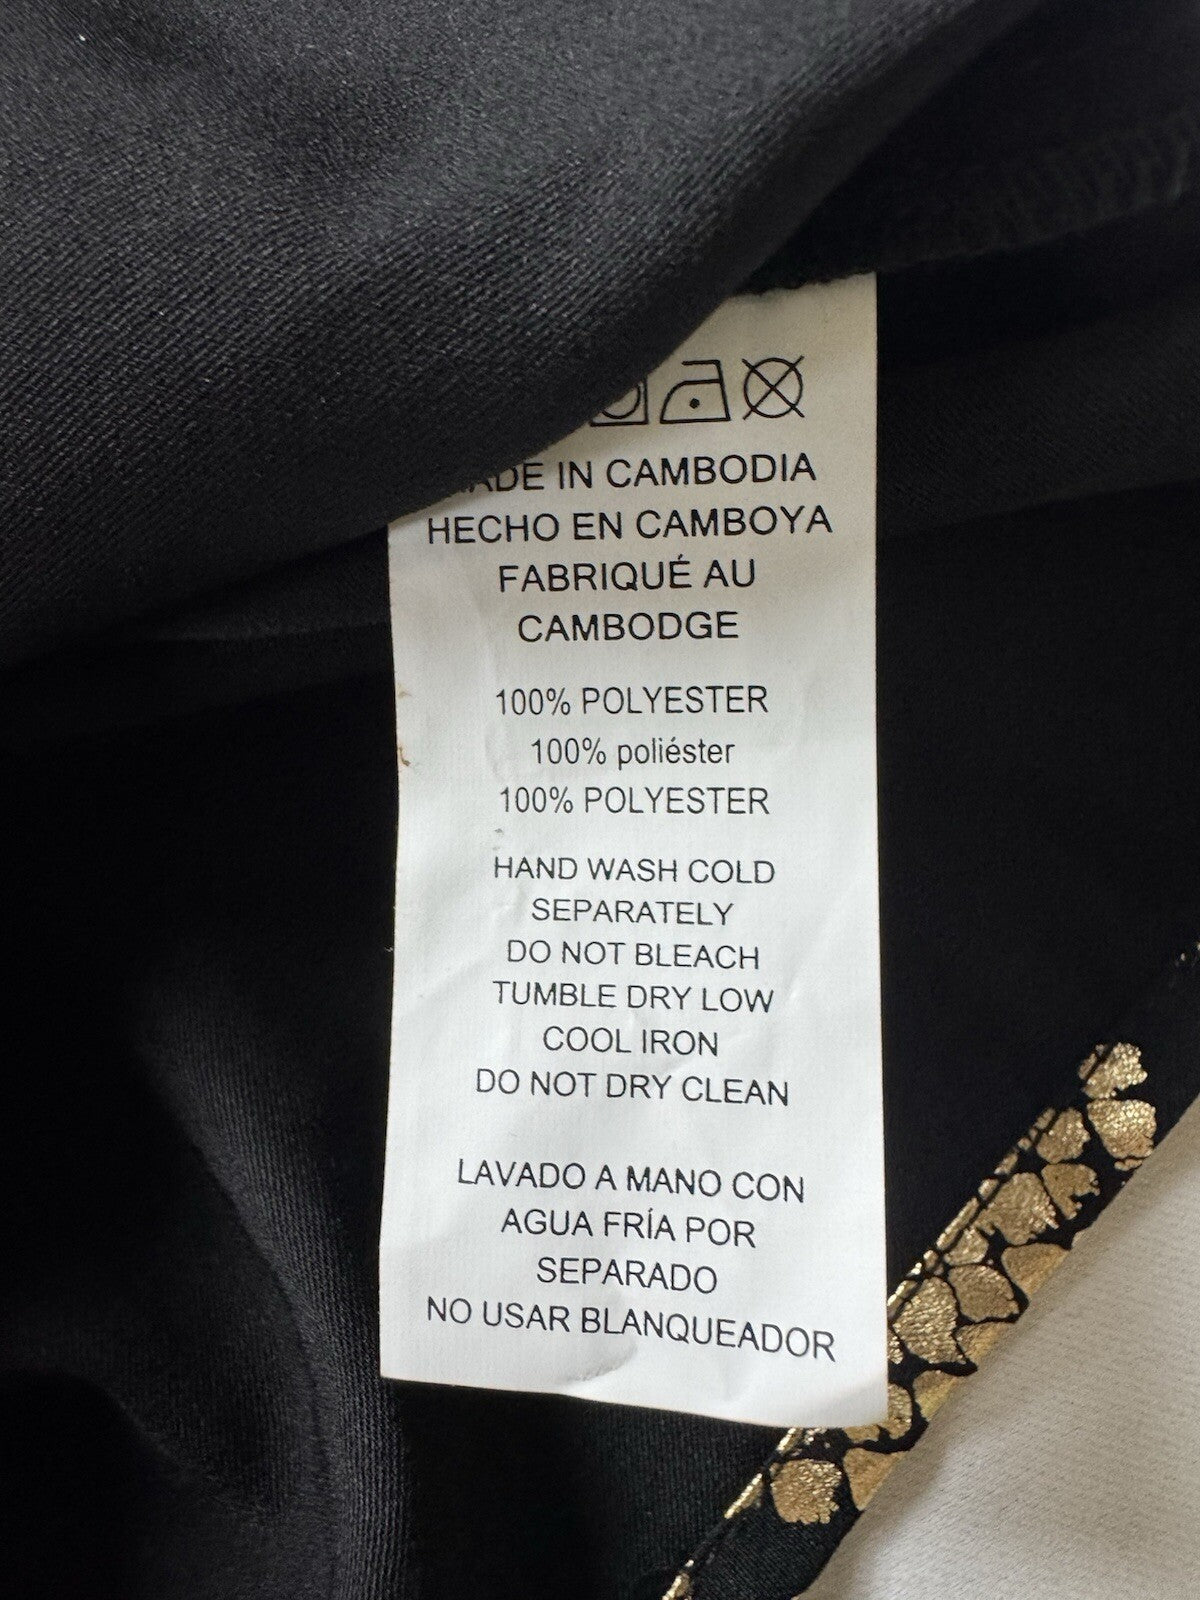 MADE IN CAMBODIA
HECHO EN CAMBOYA
FABRIQUÉ AU
CAMBODGE
100% POLYESTER
100% poliéster
100% POLYESTER
HAND WASH COLD
SEPARATELY
DO NOT BLEACH
TUMBLE DRY LOW
COOL IRON
DO NOT DRY CLEAN
LAVADO A MANO CON
AGUA FRÍA POR
SEPARADO
NO USAR BLANQUEADOR